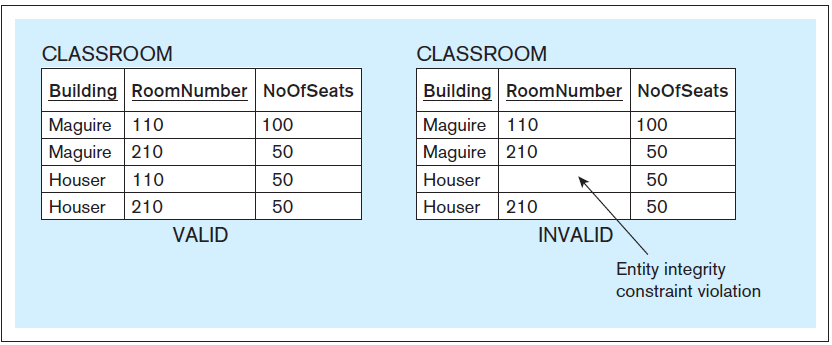 CLASSROOM
Building RoomNumber NoOfSeats
Maguire 110 100
Maguire 210 50
Houser 110 50
Houser 210 50
VALID
CLASSROOM
Building RoomNumber NoOfSeats
Maguire 110 100
Maguire 210 50
Houser 50
Houser 210 50
INVALID
Entity integrity
constraint violation